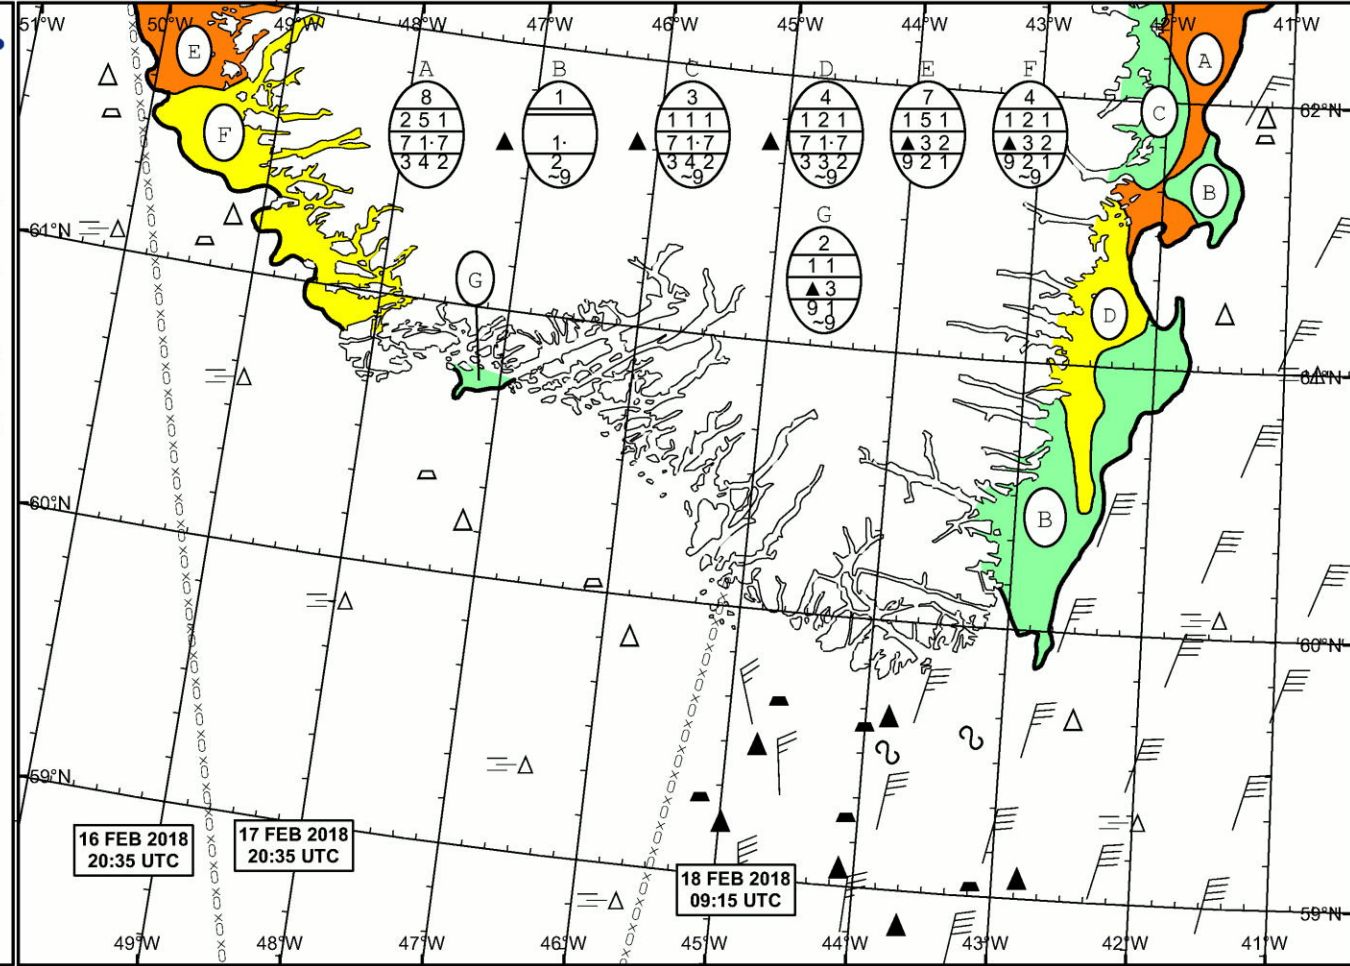 51°W 50°W 49°W 48°W 47°W 46°W 45°W 44°W 43°W 42°W 41°W
E
A
A B C D E F
8 1 3 4 7 4
2 5 1 1 1 1 1 2 1 1 5 1 1 2 1
7 1· 7 1· 7 1· 7 7 1· 7 ▲ 3 2 ▲ 3 2
3 4 2 2 3 4 2 3 3 2 9 2 1 9 2 1
~9 ~9 ~9 ~9
C
62°N
F
B
G
2
1 1
▲ 3
9 1
~9
61°N
G
D
61°N
60°N
B
60°N
59°N
16 FEB 2018
20:35 UTC
17 FEB 2018
20:35 UTC
18 FEB 2018
09:15 UTC
59°N
49°W 48°W 47°W 46°W 45°W 44°W 43°W 42°W 41°W